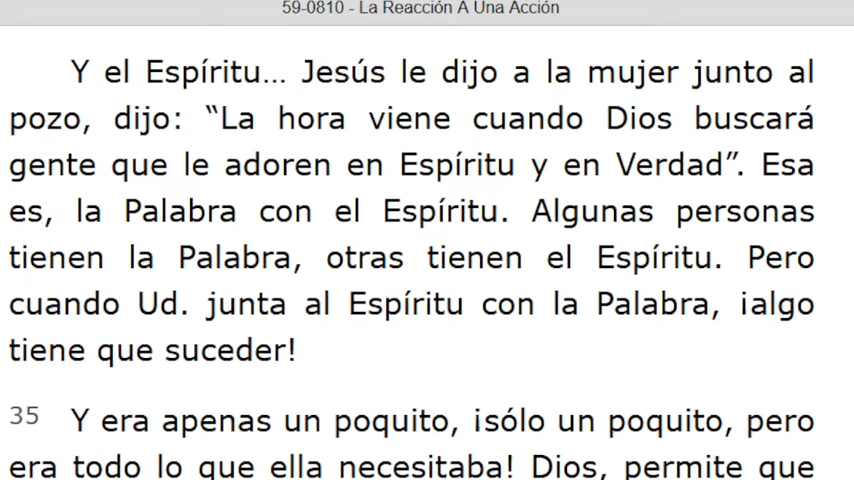 59-0810 - La Reacción A Una Acción
Y el Espíritu… Jesús le dijo a la mujer junto al
pozo, dijo: “La hora viene cuando Dios buscará
gente que le adoren en Espíritu y en Verdad”. Esa
es, la Palabra con el Espíritu. Algunas personas
tienen la Palabra, otras tienen el Espíritu. Pero
cuando Ud. junta al Espíritu con la Palabra, ¡algo
tiene que suceder!
35 Y era apenas un poquito, ¡sólo un poquito, pero
era todo lo que ella necesitaba! Dios, permite que